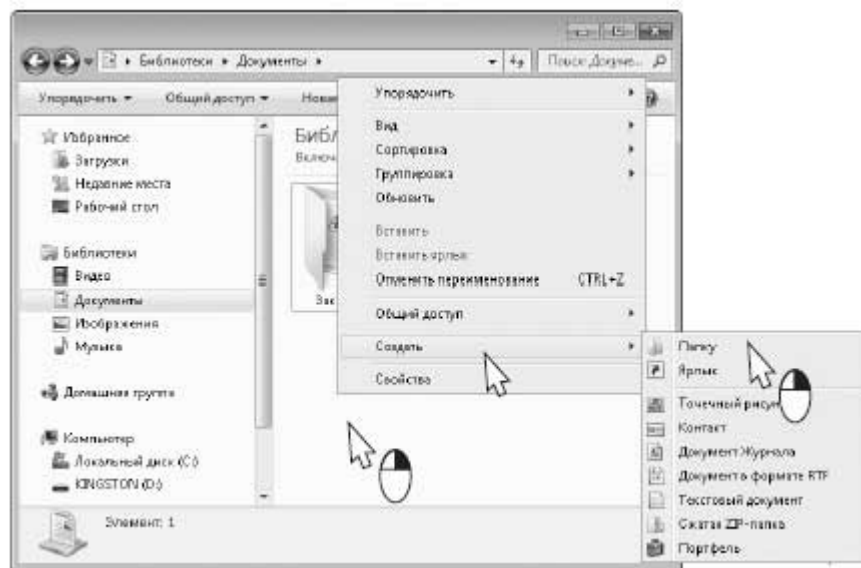 Библиотеки ▸ Документы ▸
Поиск: Докуме...
Упорядочить
Общий доступ
Избранное
Загрузки
Недавние места
Рабочий стол
Библиотеки
Видео
Документы
Изображения
Музыка
Домашняя группа
Компьютер
Локальный диск (C:)
KINGSTON (D:)
Элемент: 1
Упорядочить
Вид
Сортировка
Группировка
Обновить
Вставить
Вставить ярлык
Отменить переименование CTRL+Z
Общий доступ
Создать
Свойства
Папку
Ярлык
Точечный рисун
Контакт
Документ Журнала
Документ в формате RTF
Текстовый документ
Сжатая ZIP-папка
Портфель